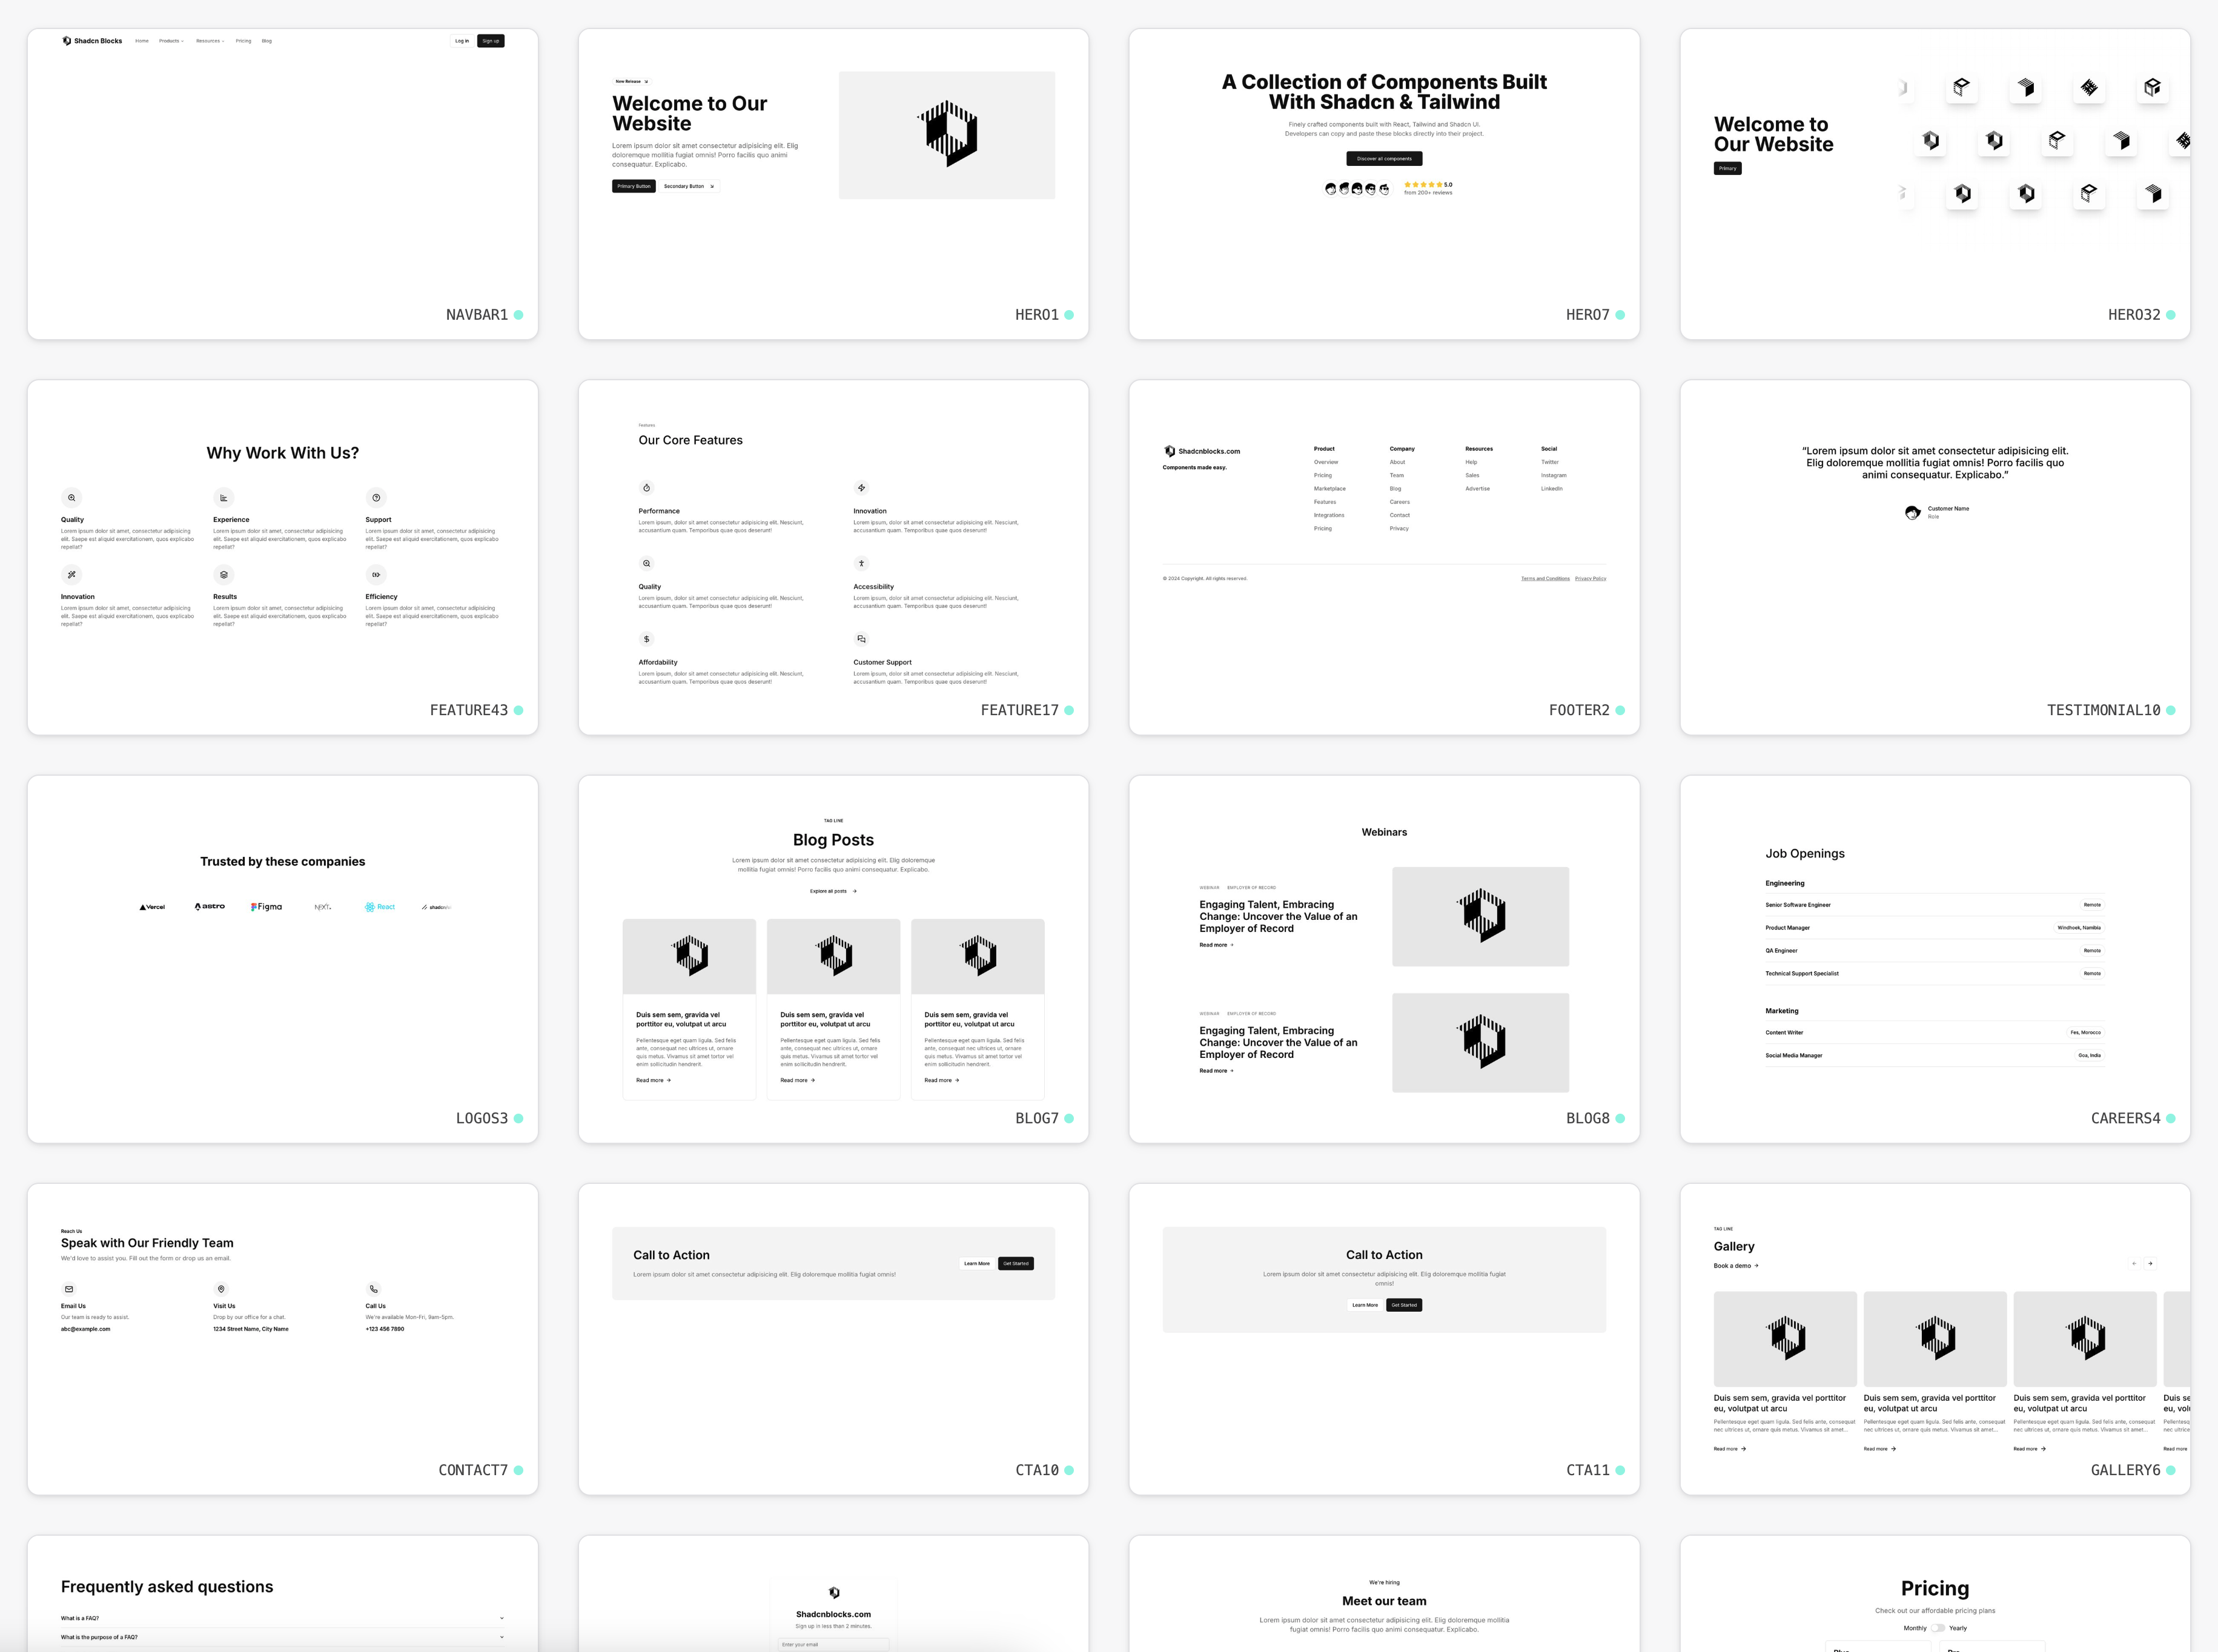 Shadcn Blocks Home Products Resources Pricing Blog Log in Sign up
NAVBAR1
New Release
Welcome to Our
Website
Lorem ipsum dolor sit amet consectetur adipisicing elit. Elig
doloremque mollitia fugiat omnis! Porro facilis quo animi
consequatur. Explicabo.
Primary Button Secondary Button
HERO1
A Collection of Components Built
With Shadcn & Tailwind
Finely crafted components built with React, Tailwind and Shadcn UI.
Developers can copy and paste these blocks directly into their project.
Discover all components
5.0
from 200+ reviews
HERO7
Welcome to
Our Website
Primary
HERO32
Why Work With Us?
Quality
Lorem ipsum dolor sit amet, consectetur adipisicing
elit. Saepe est aliquid exercitationem, quos explicabo
repellat?
Experience
Lorem ipsum dolor sit amet, consectetur adipisicing
elit. Saepe est aliquid exercitationem, quos explicabo
repellat?
Support
Lorem ipsum dolor sit amet, consectetur adipisicing
elit. Saepe est aliquid exercitationem, quos explicabo
repellat?
Innovation
Lorem ipsum dolor sit amet, consectetur adipisicing
elit. Saepe est aliquid exercitationem, quos explicabo
repellat?
Results
Lorem ipsum dolor sit amet, consectetur adipisicing
elit. Saepe est aliquid exercitationem, quos explicabo
repellat?
Efficiency
Lorem ipsum dolor sit amet, consectetur adipisicing
elit. Saepe est aliquid exercitationem, quos explicabo
repellat?
FEATURE43
Features
Our Core Features
Performance
Lorem ipsum, dolor sit amet consectetur adipisicing elit. Nesciunt,
accusantium quam. Temporibus quae quos deserunt!
Innovation
Lorem ipsum, dolor sit amet consectetur adipisicing elit. Nesciunt,
accusantium quam. Temporibus quae quos deserunt!
Quality
Lorem ipsum, dolor sit amet consectetur adipisicing elit. Nesciunt,
accusantium quam. Temporibus quae quos deserunt!
Accessibility
Lorem ipsum, dolor sit amet consectetur adipisicing elit. Nesciunt,
accusantium quam. Temporibus quae quos deserunt!
Affordability
Lorem ipsum, dolor sit amet consectetur adipisicing elit. Nesciunt,
accusantium quam. Temporibus quae quos deserunt!
Customer Support
Lorem ipsum, dolor sit amet consectetur adipisicing elit. Nesciunt,
accusantium quam. Temporibus quae quos deserunt!
FEATURE17
Shadcnblocks.com
Components made easy.
Product
Overview
Pricing
Marketplace
Features
Integrations
Pricing
Company
About
Team
Blog
Careers
Contact
Privacy
Resources
Help
Sales
Advertise
Social
Twitter
Instagram
LinkedIn
© 2024 Copyright. All rights reserved.
Terms and Conditions Privacy Policy
FOOTER2
“Lorem ipsum dolor sit amet consectetur adipisicing elit.
Elig doloremque mollitia fugiat omnis! Porro facilis quo
animi consequatur. Explicabo.”
Customer Name
Role
TESTIMONIAL10
Trusted by these companies
Vercel astro Figma NEXT React shadcn
LOGOS3
TAG LINE
Blog Posts
Lorem ipsum dolor sit amet consectetur adipisicing elit. Elig doloremque
mollitia fugiat omnis! Porro facilis quo animi consequatur. Explicabo.
Explore all posts
Duis sem sem, gravida vel
porttitor eu, volutpat ut arcu
Pellentesque eget quam ligula. Sed felis
ante, consequat nec ultrices ut, ornare
quis metus. Vivamus sit amet tortor vel
enim sollicitudin hendrerit.
Read more
Duis sem sem, gravida vel
porttitor eu, volutpat ut arcu
Pellentesque eget quam ligula. Sed felis
ante, consequat nec ultrices ut, ornare
quis metus. Vivamus sit amet tortor vel
enim sollicitudin hendrerit.
Read more
Duis sem sem, gravida vel
porttitor eu, volutpat ut arcu
Pellentesque eget quam ligula. Sed felis
ante, consequat nec ultrices ut, ornare
quis metus. Vivamus sit amet tortor vel
enim sollicitudin hendrerit.
Read more
BLOG7
Webinars
WEBINAR EMPLOYER OF RECORD
Engaging Talent, Embracing
Change: Uncover the Value of an
Employer of Record
Read more
WEBINAR EMPLOYER OF RECORD
Engaging Talent, Embracing
Change: Uncover the Value of an
Employer of Record
Read more
BLOG8
Job Openings
Engineering
Senior Software Engineer Remote
Product Manager Windhoek, Namibia
QA Engineer Remote
Technical Support Specialist Remote
Marketing
Content Writer Fes, Morocco
Social Media Manager Goa, India
CAREERS4
Reach Us
Speak with Our Friendly Team
We'd love to assist you. Fill out the form or drop us an email.
Email Us
Our team is ready to assist.
abc@example.com
Visit Us
Drop by our office for a chat.
1234 Street Name, City Name
Call Us
We're available Mon-Fri, 9am-5pm.
+123 456 7890
CONTACT7
Call to Action
Lorem ipsum dolor sit amet consectetur adipisicing elit. Elig doloremque mollitia fugiat omnis!
Learn More Get Started
CTA10
Call to Action
Lorem ipsum dolor sit amet consectetur adipisicing elit. Elig doloremque mollitia fugiat
omnis!
Learn More Get Started
CTA11
TAG LINE
Gallery
Book a demo
Duis sem sem, gravida vel porttitor
eu, volutpat ut arcu
Pellentesque eget quam ligula. Sed felis ante, consequat
nec ultrices ut, ornare quis metus. Vivamus sit amet...
Read more
Duis sem sem, gravida vel porttitor
eu, volutpat ut arcu
Pellentesque eget quam ligula. Sed felis ante, consequat
nec ultrices ut, ornare quis metus. Vivamus sit amet...
Read more
Duis sem sem, gravida vel porttitor
eu, volutpat ut arcu
Pellentesque eget quam ligula. Sed felis ante, consequat
nec ultrices ut, ornare quis metus. Vivamus sit amet...
Read more
Duis
eu,
Read more
GALLERY6
Frequently asked questions
What is a FAQ?
What is the purpose of a FAQ?
Shadcnblocks.com
Sign up in less than 2 minutes.
Enter your email
We're hiring
Meet our team
Lorem ipsum dolor sit amet consectetur adipisicing elit. Elig doloremque mollitia
fugiat omnis! Porro facilis quo animi consequatur. Explicabo.
Pricing
Check out our affordable pricing plans
Monthly Yearly